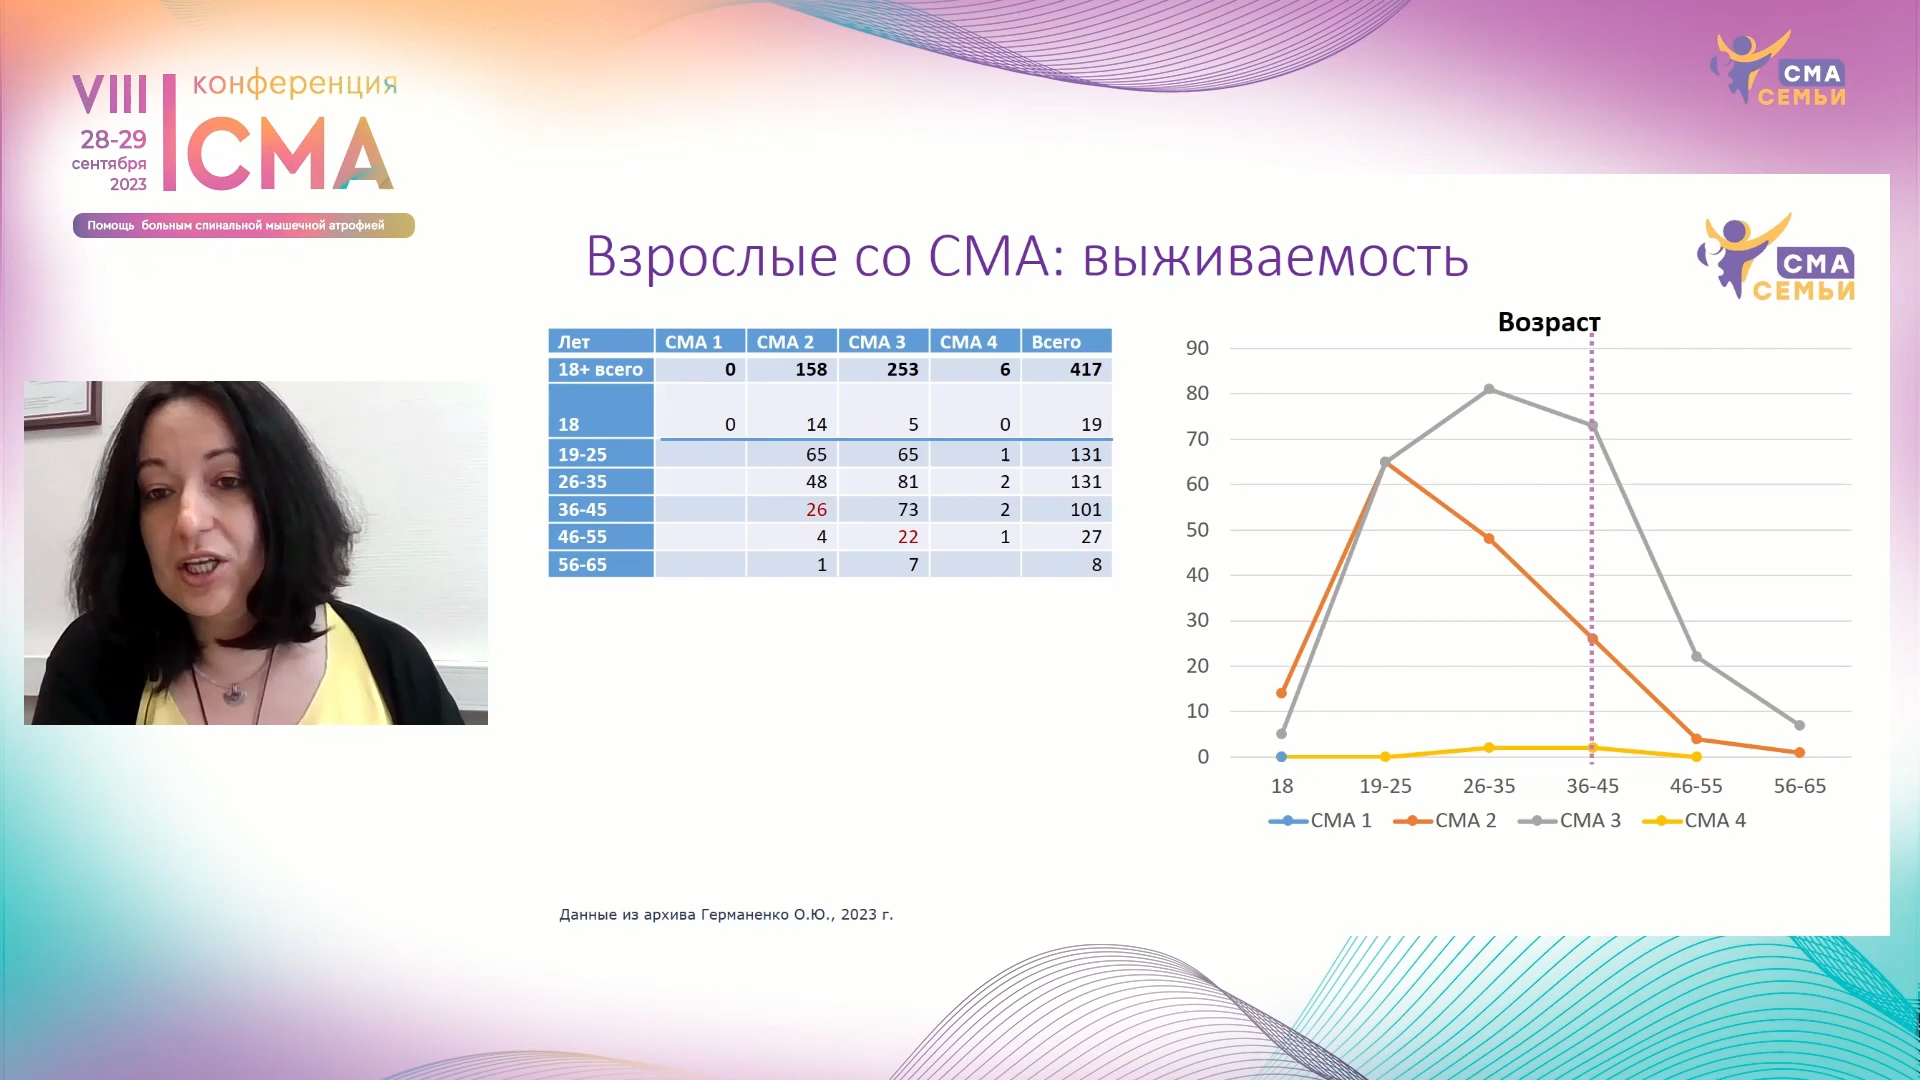 VIII конференция
28-29
сентября
2023
СМА
Помощь больным спинальной мышечной атрофией
СМА
СЕМЬИ
Взрослые со СМА: выживаемость
СМА
СЕМЬИ
Лет СМА 1 СМА 2 СМА 3 СМА 4 Всего
18+ всего 0 158 253 6 417
18 0 14 5 0 19
19-25 65 65 1 131
26-35 48 81 2 131
36-45 26 73 2 101
46-55 4 22 1 27
56-65 1 7 8
Возраст
90
80
70
60
50
40
30
20
10
0
18 19-25 26-35 36-45 46-55 56-65
СМА 1 СМА 2 СМА 3 СМА 4
Данные из архива Германенко О.Ю., 2023 г.